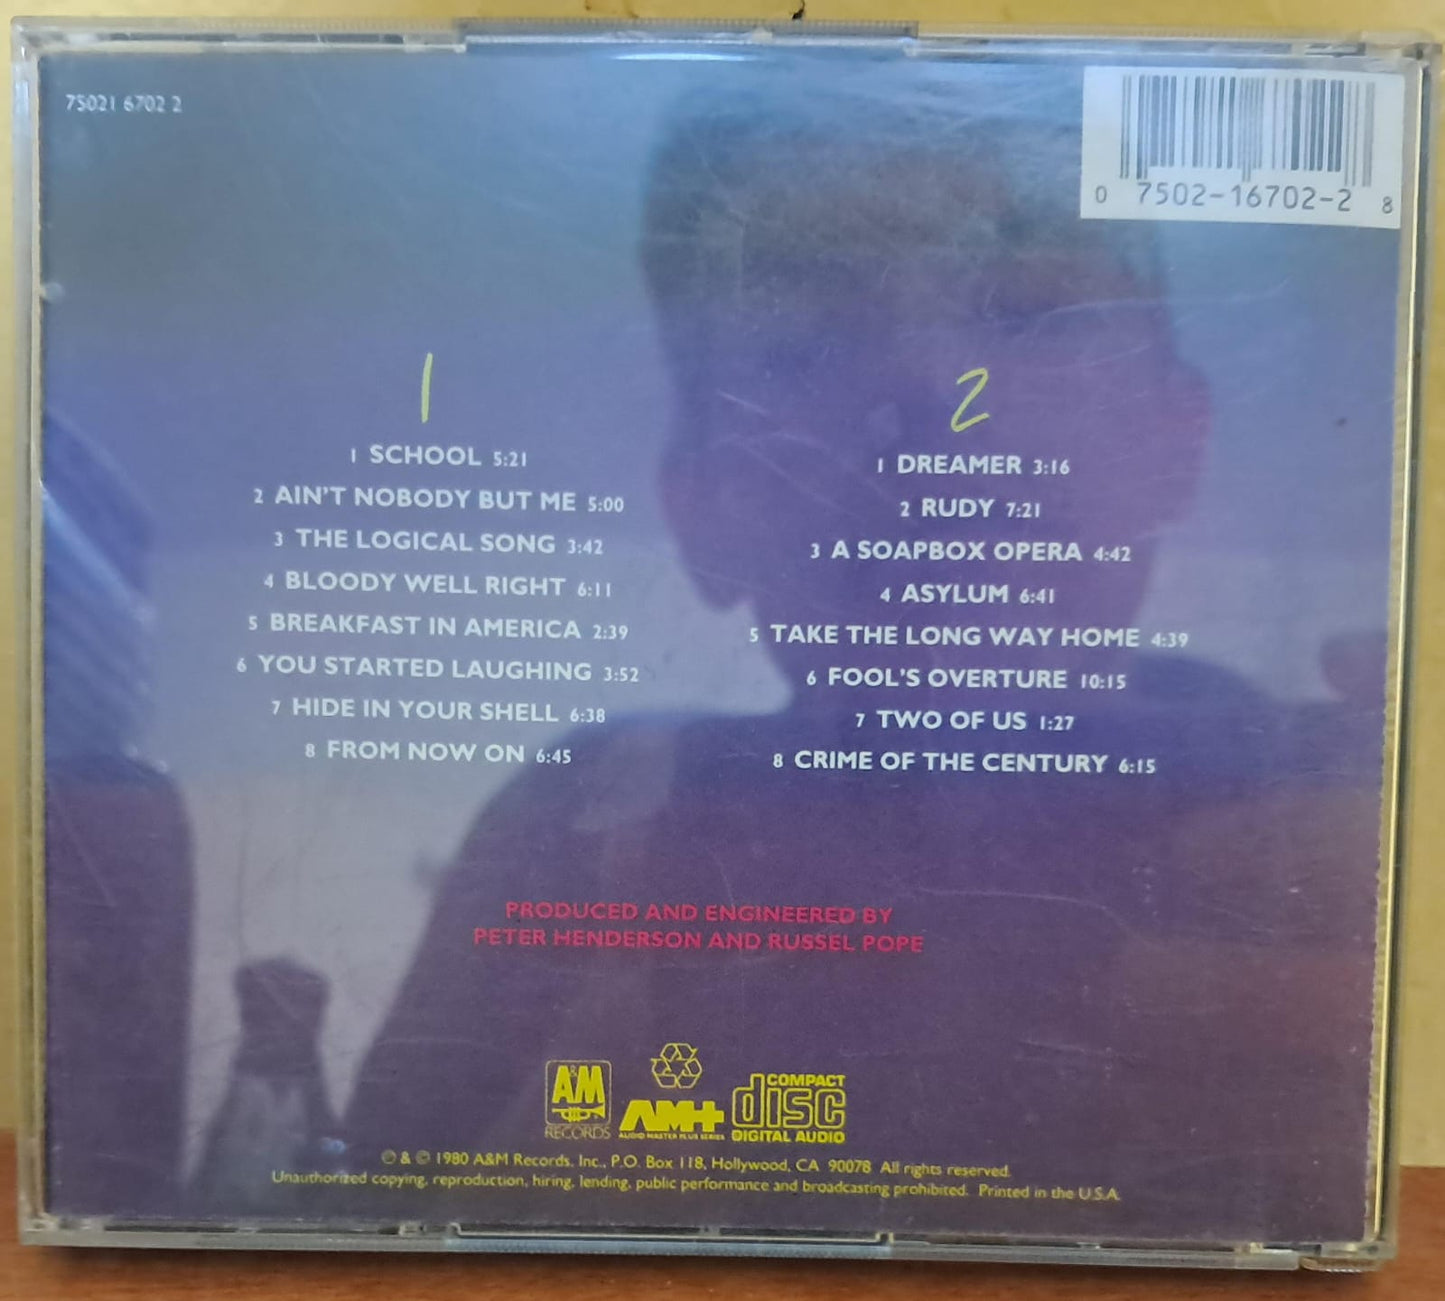 75021 6702 2
0 7502-16702-2 8
1
1 SCHOOL 5:21
2 AIN'T NOBODY BUT ME 5:00
3 THE LOGICAL SONG 3:42
4 BLOODY WELL RIGHT 6:11
5 BREAKFAST IN AMERICA 2:39
6 YOU STARTED LAUGHING 3:52
7 HIDE IN YOUR SHELL 6:38
8 FROM NOW ON 6:45
2
1 DREAMER 3:16
2 RUDY 7:21
3 A SOAPBOX OPERA 4:42
4 ASYLUM 6:41
5 TAKE THE LONG WAY HOME 4:39
6 FOOL'S OVERTURE 10:15
7 TWO OF US 1:27
8 CRIME OF THE CENTURY 6:15
PRODUCED AND ENGINEERED BY
PETER HENDERSON AND RUSSEL POPE
A&M
RECORDS
AM+
AUDIO MASTER PLUS SERIES
COMPACT
disc
DIGITAL AUDIO
℗ & © 1980 A&M Records, Inc., P.O. Box 118, Hollywood, CA 90078 All rights reserved.
Unauthorized copying, reproduction, hiring, lending, public performance and broadcasting prohibited. Printed in the U.S.A.